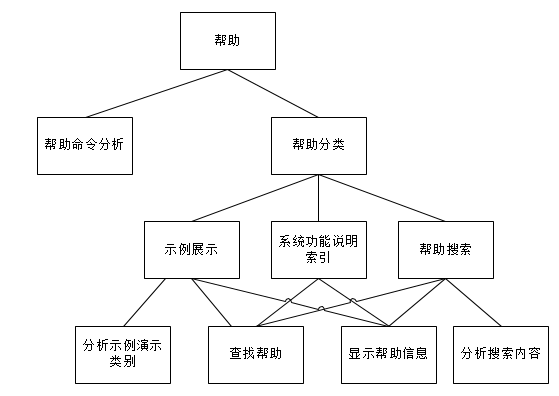 帮助
帮助命令分析
帮助分类
示例展示
系统功能说明
索引
帮助搜索
分析示例演示
类别
查找帮助
显示帮助信息
分析搜索内容